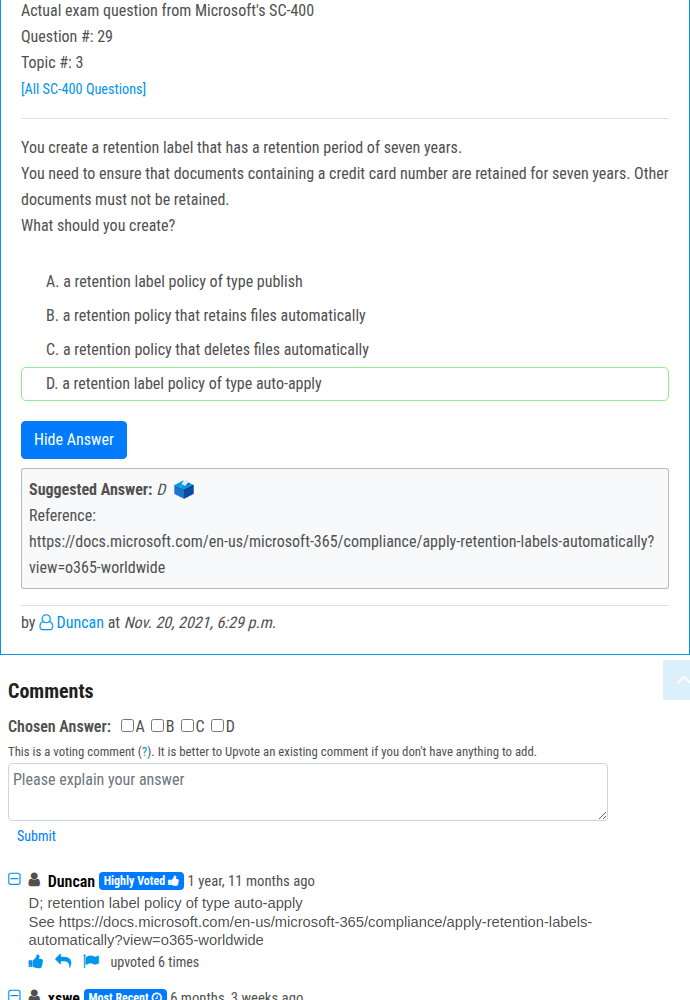 Actual exam question from Microsoft's SC-400
Question #: 29
Topic #: 3
[All SC-400 Questions]
You create a retention label that has a retention period of seven years.
You need to ensure that documents containing a credit card number are retained for seven years. Other
documents must not be retained.
What should you create?
A. a retention label policy of type publish
B. a retention policy that retains files automatically
C. a retention policy that deletes files automatically
D. a retention label policy of type auto-apply
Hide Answer
Suggested Answer: D
Reference:
https://docs.microsoft.com/en-us/microsoft-365/compliance/apply-retention-labels-automatically?
view=o365-worldwide
by Duncan at Nov. 20, 2021, 6:29 p.m.
Comments
Chosen Answer: A B C D
This is a voting comment (?). It is better to Upvote an existing comment if you don't have anything to add.
Please explain your answer
Submit
Duncan Highly Voted 1 year, 11 months ago
D; retention label policy of type auto-apply
See https://docs.microsoft.com/en-us/microsoft-365/compliance/apply-retention-labels-
automatically?view=o365-worldwide
upvoted 6 times
xswe Most Recent 6 months, 3 weeks ago